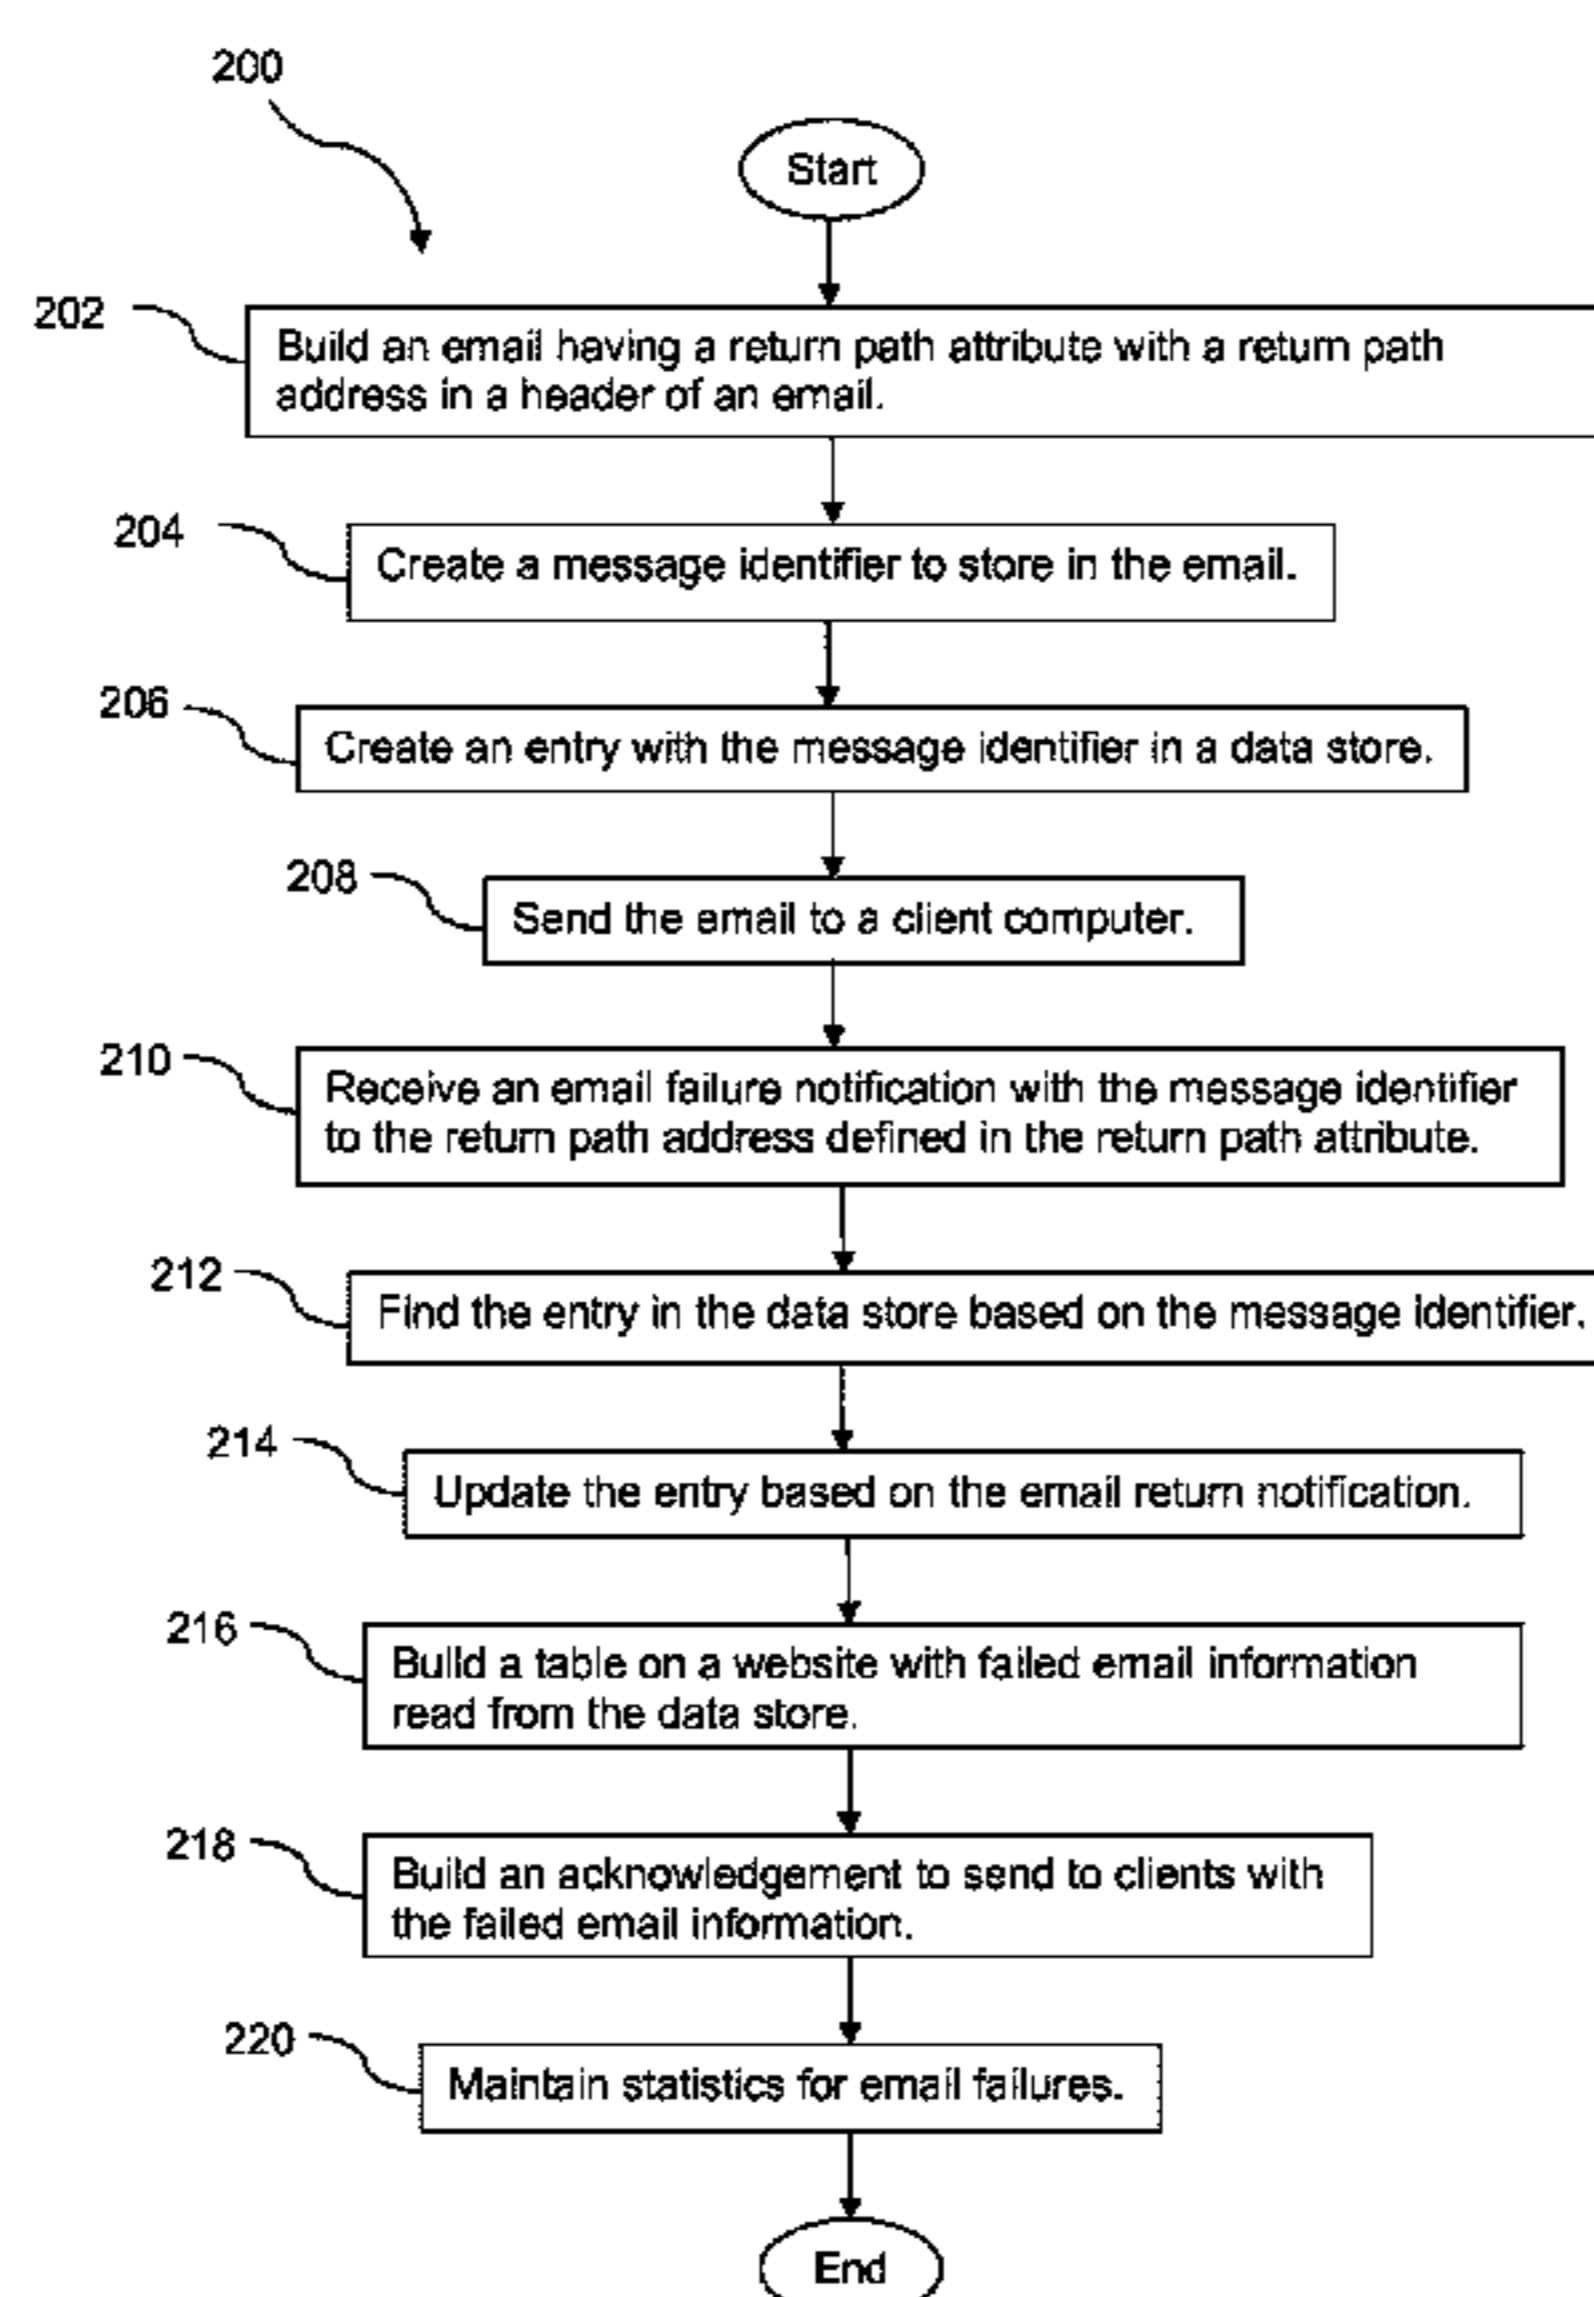 200
Start
202
Build an email having a return path attribute with a return path
address in a header of an email.
204
Create a message identifier to store in the email.
206
Create an entry with the message identifier in a data store.
208
Send the email to a client computer.
210
Receive an email failure notification with the message identifier
to the return path address defined in the return path attribute.
212
Find the entry in the data store based on the message identifier.
214
Update the entry based on the email return notification.
216
Build a table on a website with failed email information
read from the data store.
218
Build an acknowledgement to send to clients with
the failed email information.
220
Maintain statistics for email failures.
End